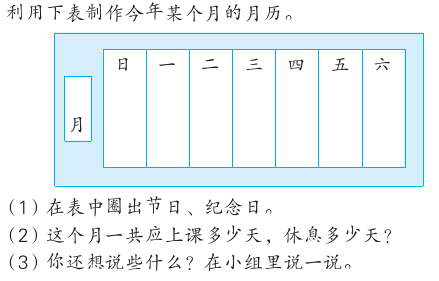 利用下表制作今年某个月的月历。
日 一 二 三 四 五 六
月
(1)在表中圈出节日、纪念日。
(2)这个月一共应上课多少天，休息多少天?
(3)你还想说些什么?在小组里说一说。